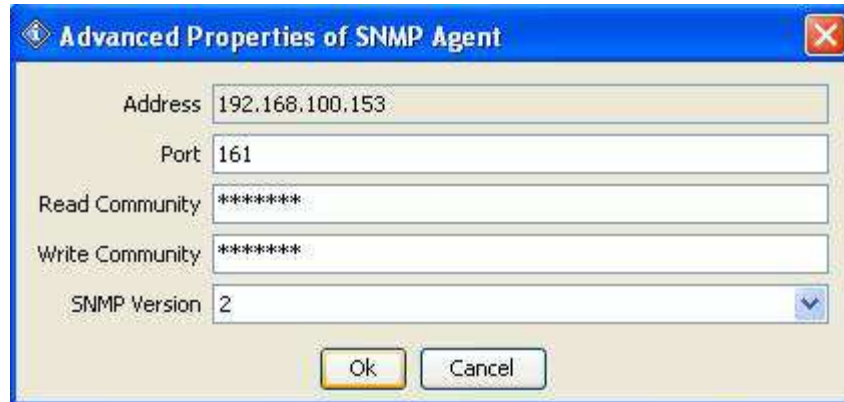 Advanced Properties of SNMP Agent
Address 192.168.100.153
Port 161
Read Community *******
Write Community *******
SNMP Version 2
Ok Cancel